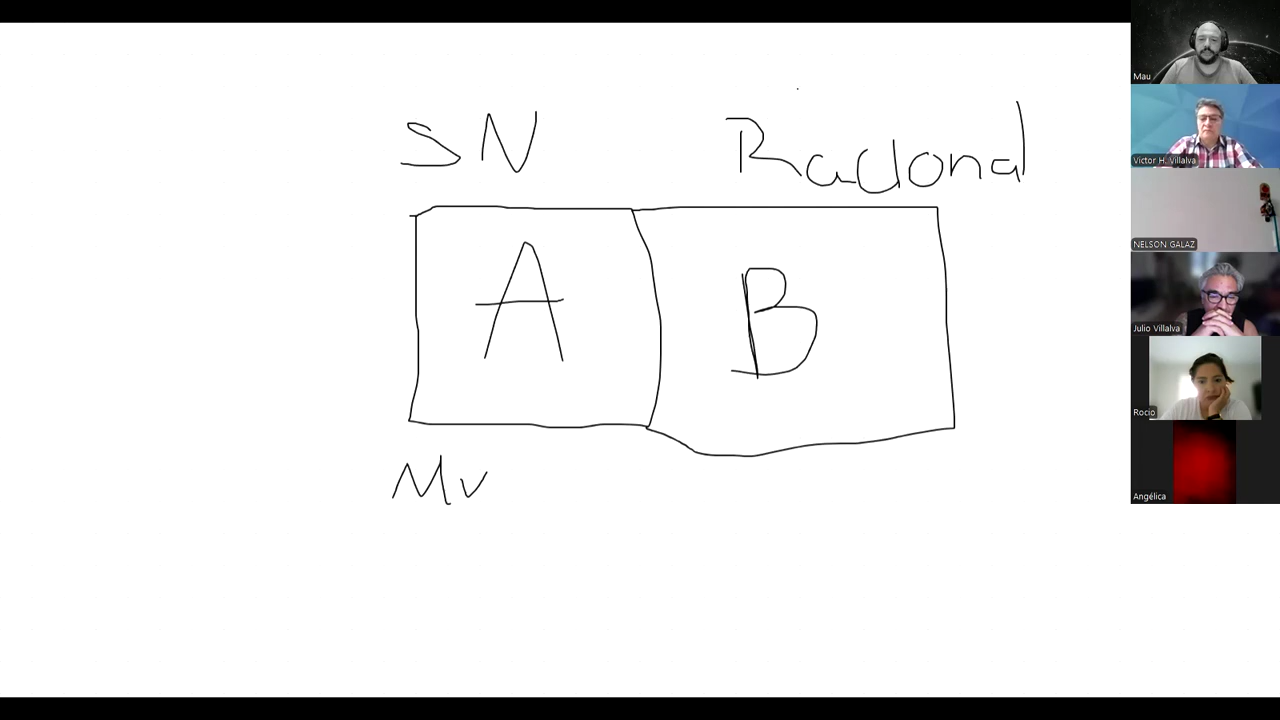 SN Racional
A B
Mv
Mau
Victor H. Villalva
NELSON GALAZ
Julio Villalva
Rocio
Angélica